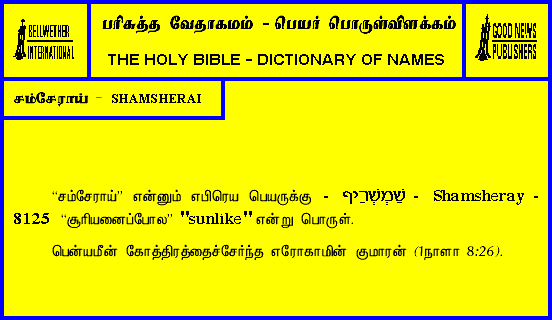 BELLWETHER
INTERNATIONAL
பரிசுத்த வேதாகமம் - பெயர் பொருள்விளக்கம்
THE HOLY BIBLE - DICTIONARY OF NAMES
GOOD NEWS
PUBLISHERS
சம்சேராய் - SHAMSHERAI
“சம்சேராய்” என்னும் எபிரெய பெயருக்கு - שַׁמְשְׁרַיף - Shamsheray -
8125 “சூரியனைப்போல” "sunlike" என்று பொருள்.
பென்யமீன் கோத்திரத்தைச்சேர்ந்த எரோகாமின் குமாரன் (1நாளா 8:26).